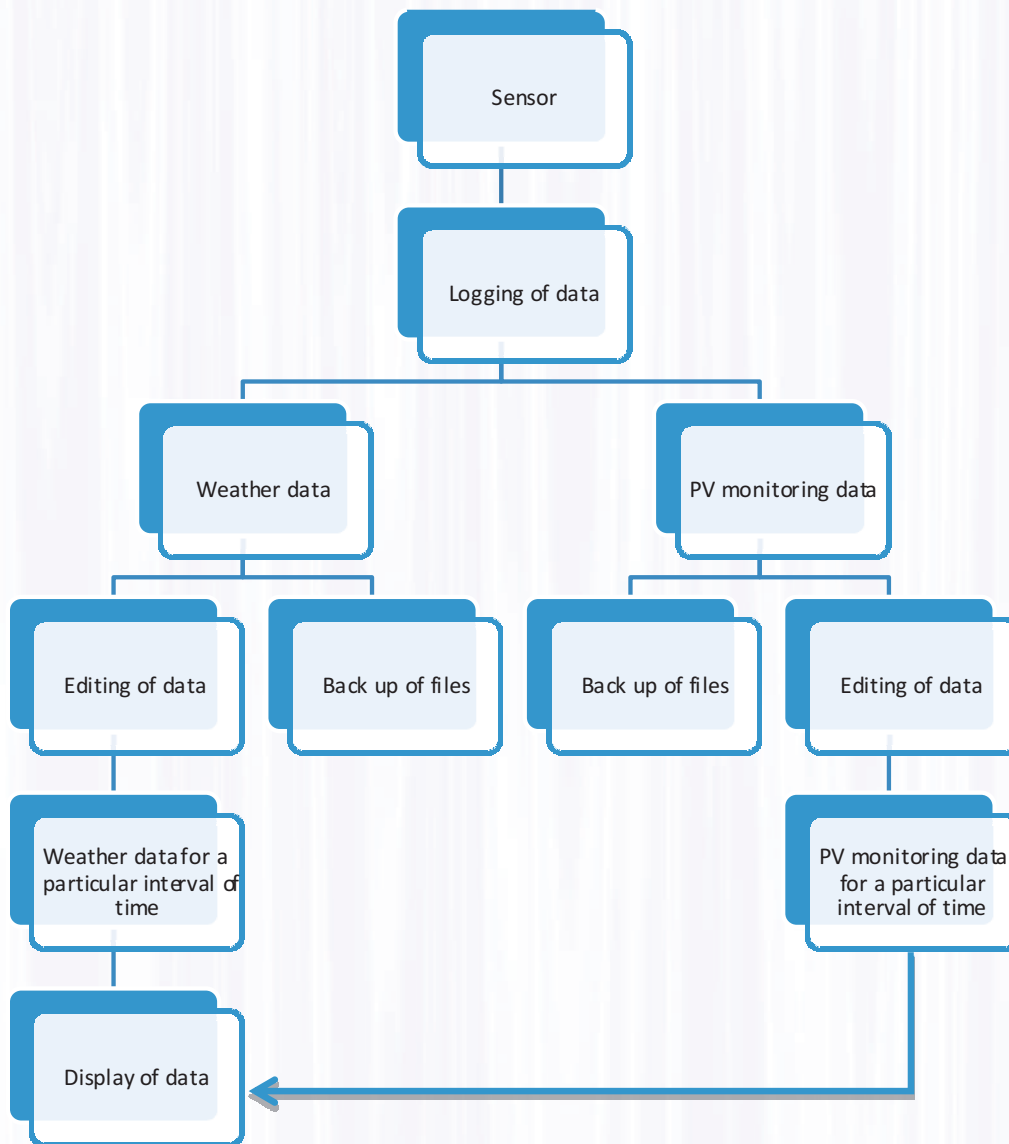 Sensor
Logging of data
Weather data
PV monitoring data
Editing of data
Back up of files
Back up of files
Editing of data
Weather data for a
particular interval of
time
PV monitoring data
for a particular
interval of time
Display of data